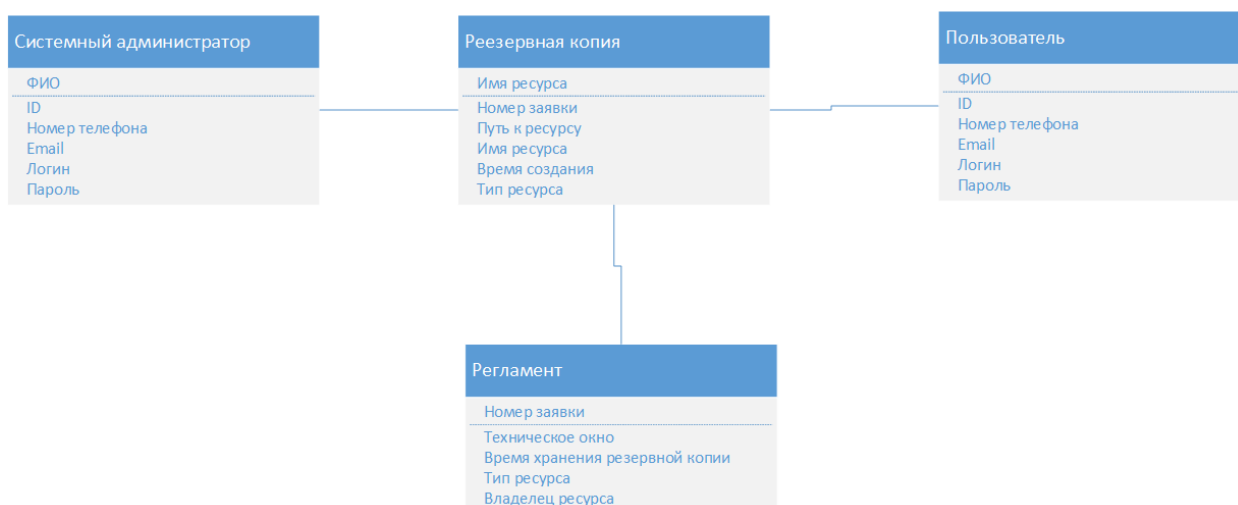 Системный администратор
ФИО
ID
Номер телефона
Email
Логин
Пароль
Реезервная копия
Имя ресурса
Номер заявки
Путь к ресурсу
Имя ресурса
Время создания
Тип ресурса
Пользователь
ФИО
ID
Номер телефона
Email
Логин
Пароль
Регламент
Номер заявки
Техническое окно
Время хранения резервной копии
Тип ресурса
Владелец ресурса